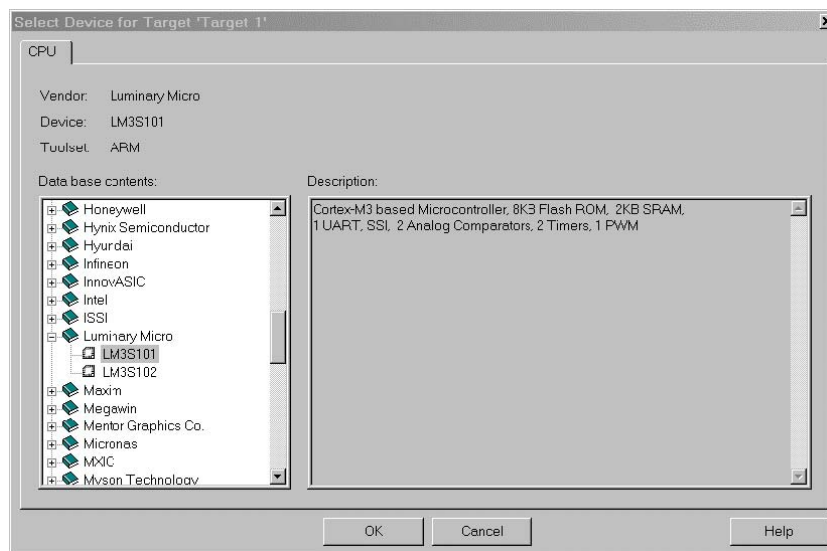 Select Device for Target 'Target 1'
CPU
Vendor: Luminary Micro
Device: LM3S101
Toolset: ARM
Data base contents:
Honeywell
Hynix Semiconductor
Hyundai
Infineon
InnovASIC
Intel
ISSI
Luminary Micro
LM3S101
LM3S102
Maxim
Megawin
Mentor Graphics Co.
Micronas
MXIC
Myson Technology
Description:
Cortex-M3 based Microcontroller, 8KB Flash ROM, 2KB SRAM,
1 UART, SSI, 2 Analog Comparators, 2 Timers, 1 PWM
OK Cancel Help